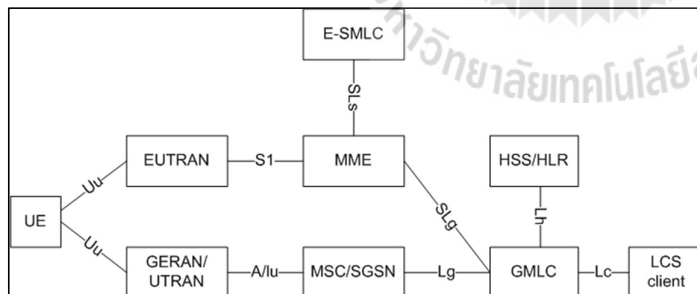 E-SMLC
SLs
EUTRAN
S1
MME
HSS/HLR
Uu
SLg
Lh
UE
Uu
GERAN/
UTRAN
A/Iu
MSC/SGSN
Lg
GMLC
Lc
LCS
client